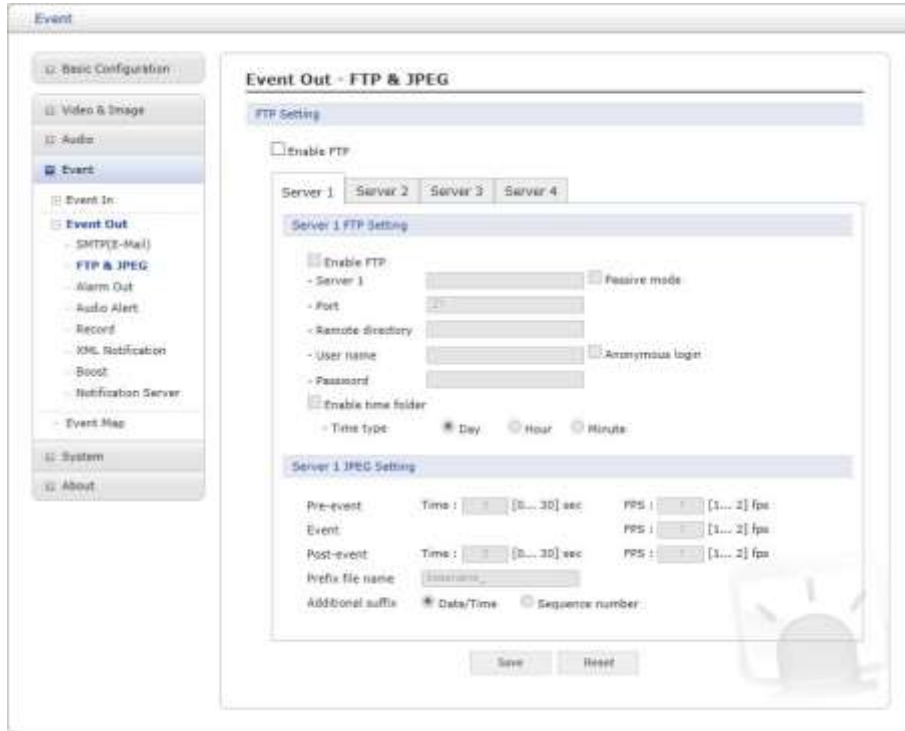 Event
Basic Configuration
Video & Image
Audio
Event
Event In
Event Out
SMTP(E-Mail)
FTP & JPEG
Alarm Out
Audio Alert
Record
XML Notification
Boost
Notification Server
Event Map
System
About
Event Out - FTP & JPEG
FTP Setting
Enable FTP
Server 1 Server 2 Server 3 Server 4
Server 1 FTP Setting
Enable FTP
- Server 1 Passive mode
- Port 21
- Remote directory
- User name Anonymous login
- Password
Enable time folder
- Time type Day Hour Minute
Server 1 JPEG Setting
Pre-event Time : [0... 30] sec FPS : [1... 2] fps
Event FPS : [1... 2] fps
Post-event Time : [0... 30] sec FPS : [1... 2] fps
Prefix file name
Additional suffix Date/Time Sequence number
Save Reset